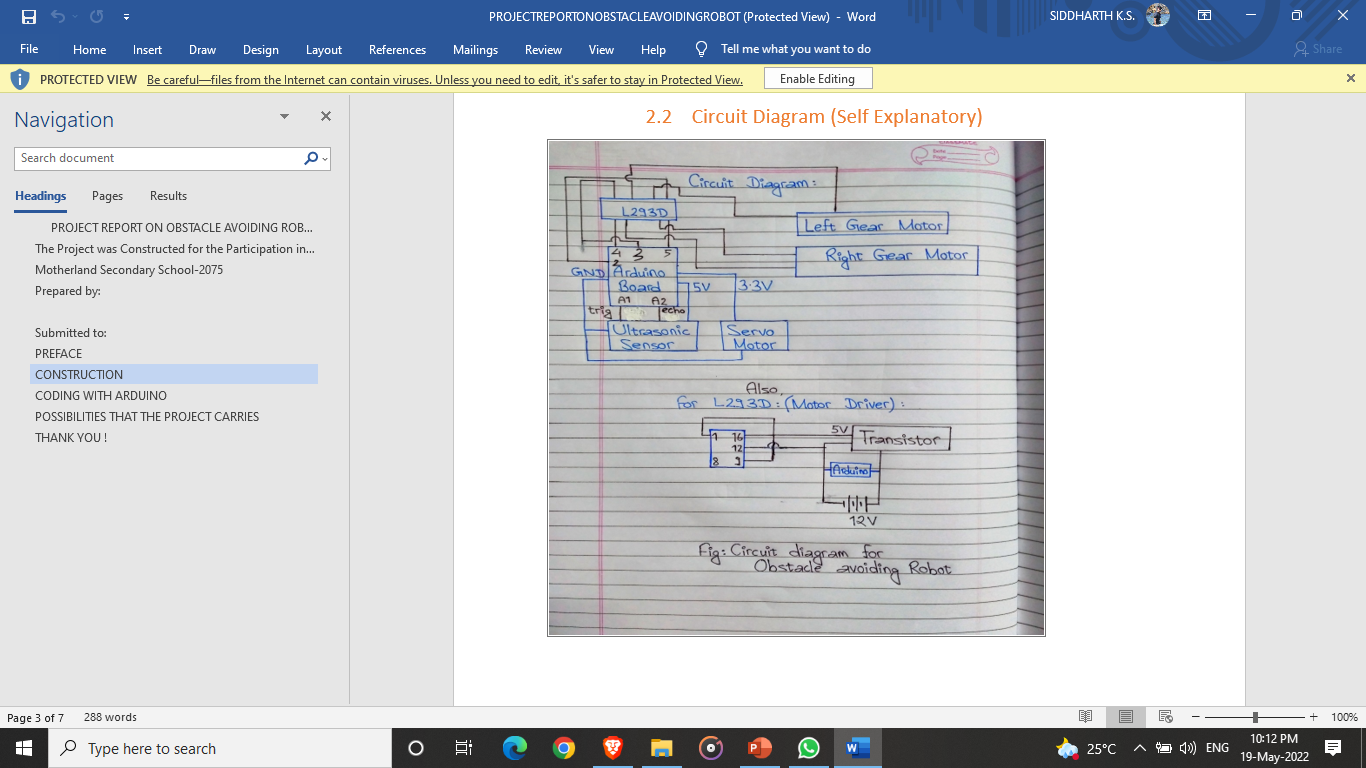 PROJECTREPORTONOBSTACLEAVOIDINGROBOT (Protected View) - Word
SIDDHARTH K.S.
File Home Insert Draw Design Layout References Mailings Review View Help Tell me what you want to do Share
PROTECTED VIEW Be careful—files from the Internet can contain viruses. Unless you need to edit, it's safer to stay in Protected View. Enable Editing
Navigation
Search document
Headings Pages Results
PROJECT REPORT ON OBSTACLE AVOIDING ROB...
The Project was Constructed for the Participation in...
Motherland Secondary School-2075
Prepared by:
Submitted to:
PREFACE
CONSTRUCTION
CODING WITH ARDUINO
POSSIBILITIES THAT THE PROJECT CARRIES
THANK YOU !
2.2 Circuit Diagram (Self Explanatory)
Date
Page
Circuit Diagram:
L293D
Left Gear Motor
Right Gear Motor
4 3 5
2
GND Arduino
Board 5V 3.3V
A1 A2
trig echo
Ultrasonic
Sensor
Servo
Motor
Also,
for L293D: (Motor Driver):
1 16
12
8 9
5V Transistor
Arduino
12V
Fig: Circuit diagram for
Obstacle avoiding Robot
Page 3 of 7 288 words 100%
Type here to search
25°C ENG
10:12 PM
19-May-2022